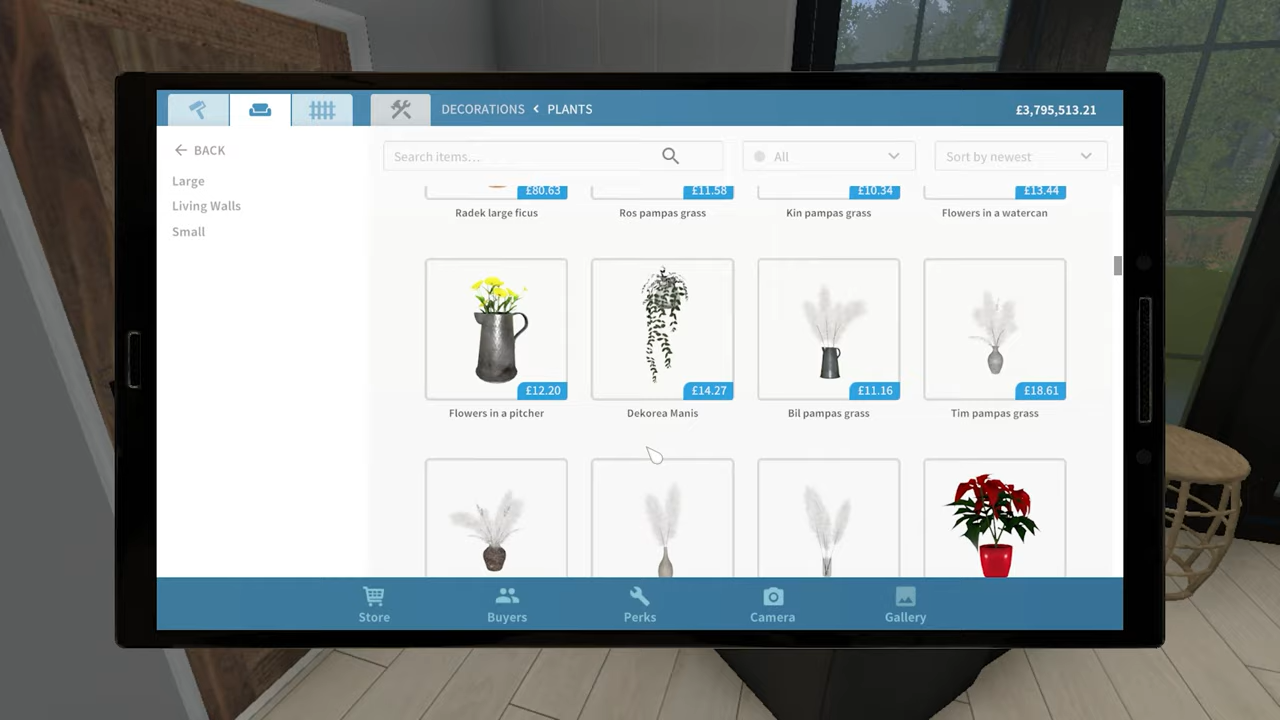 DECORATIONS < PLANTS
£3,795,513.21
BACK
Search items...
All
Sort by newest
Large
Living Walls
Small
£80.63
£11.58
£10.34
£13.44
Radek large ficus
Ros pampas grass
Kin pampas grass
Flowers in a watercan
£12.20
£14.27
£11.16
£18.61
Flowers in a pitcher
Dekorea Manis
Bil pampas grass
Tim pampas grass
Store
Buyers
Perks
Camera
Gallery